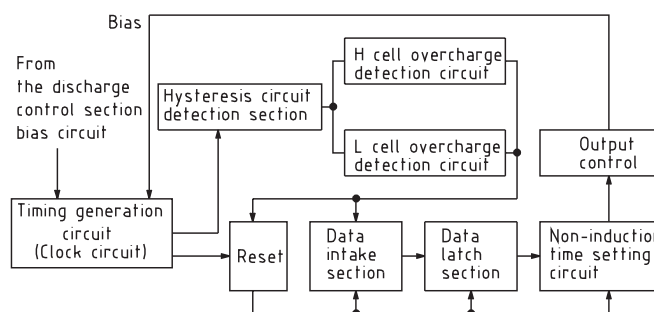 Bias
From
the discharge
control section
bias circuit
H cell overcharge
detection circuit
Hysteresis circuit
detection section
L cell overcharge
detection circuit
Output
control
Timing generation
circuit
(Clock circuit)
Reset
Data
intake
section
Data
latch
section
Non-induction
time setting
circuit